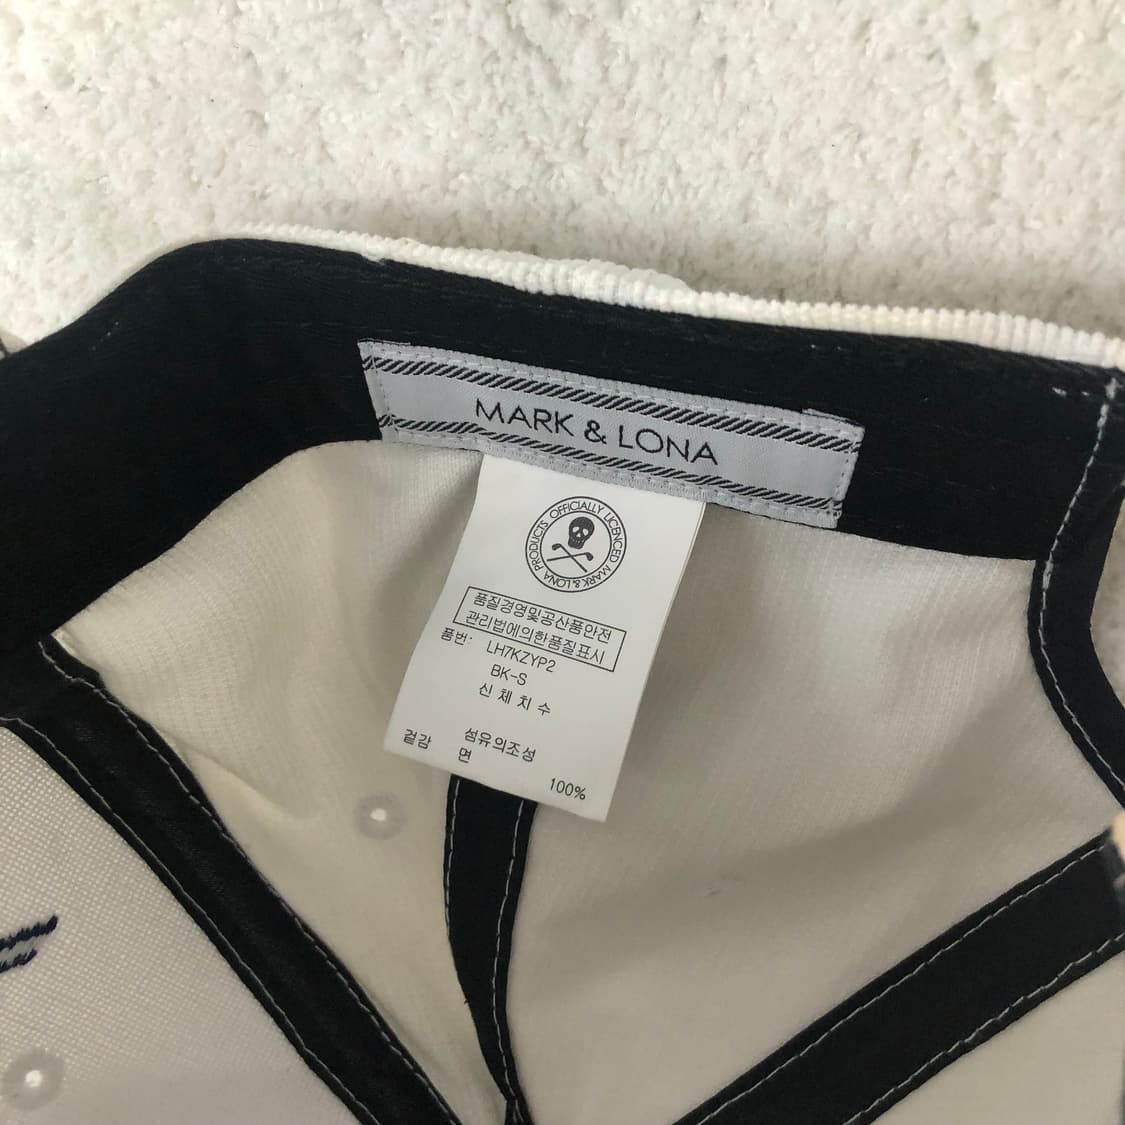 MARK & LONA
OFFICIALLY LICENCED MARK&LONA PRODUCTS
품질경영및공산품안전
관리법에의한품질표시
품번: LH7KZYP2
BK-S
신체치수
섬유의조성
겉감 면
100%